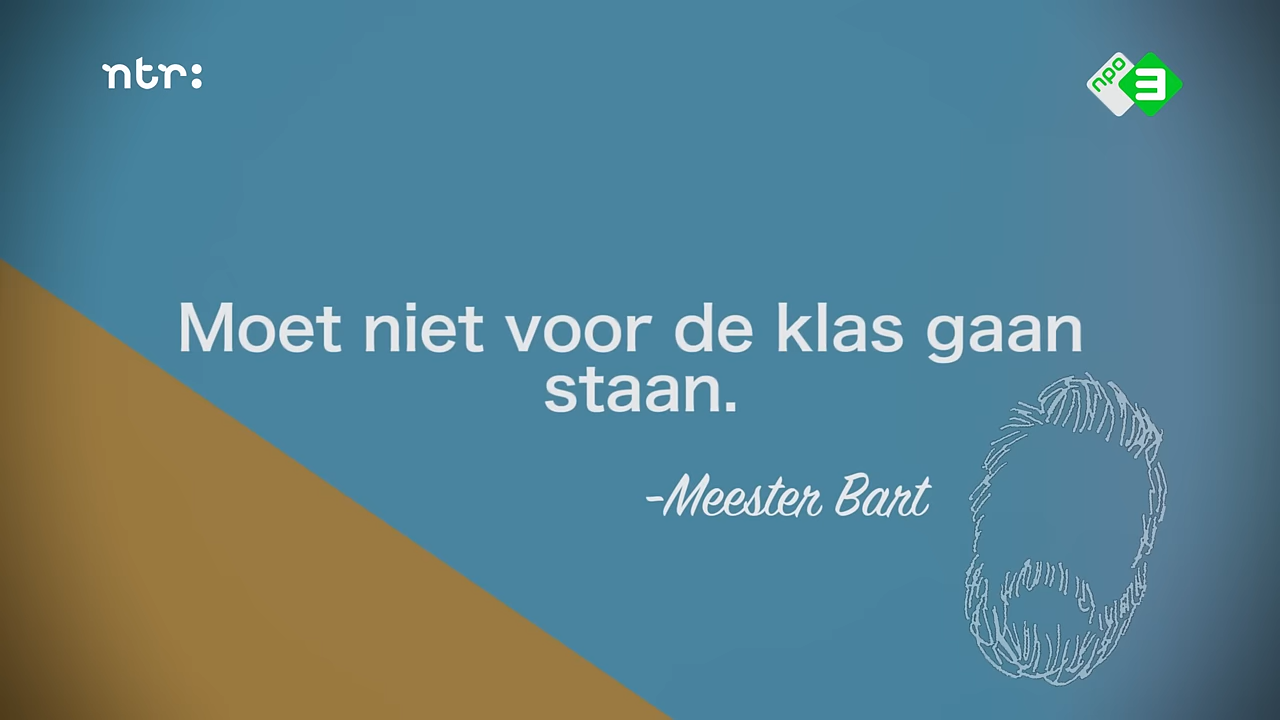 ntr:
npo 3
Moet niet voor de klas gaan
staan.
-Meester Bart